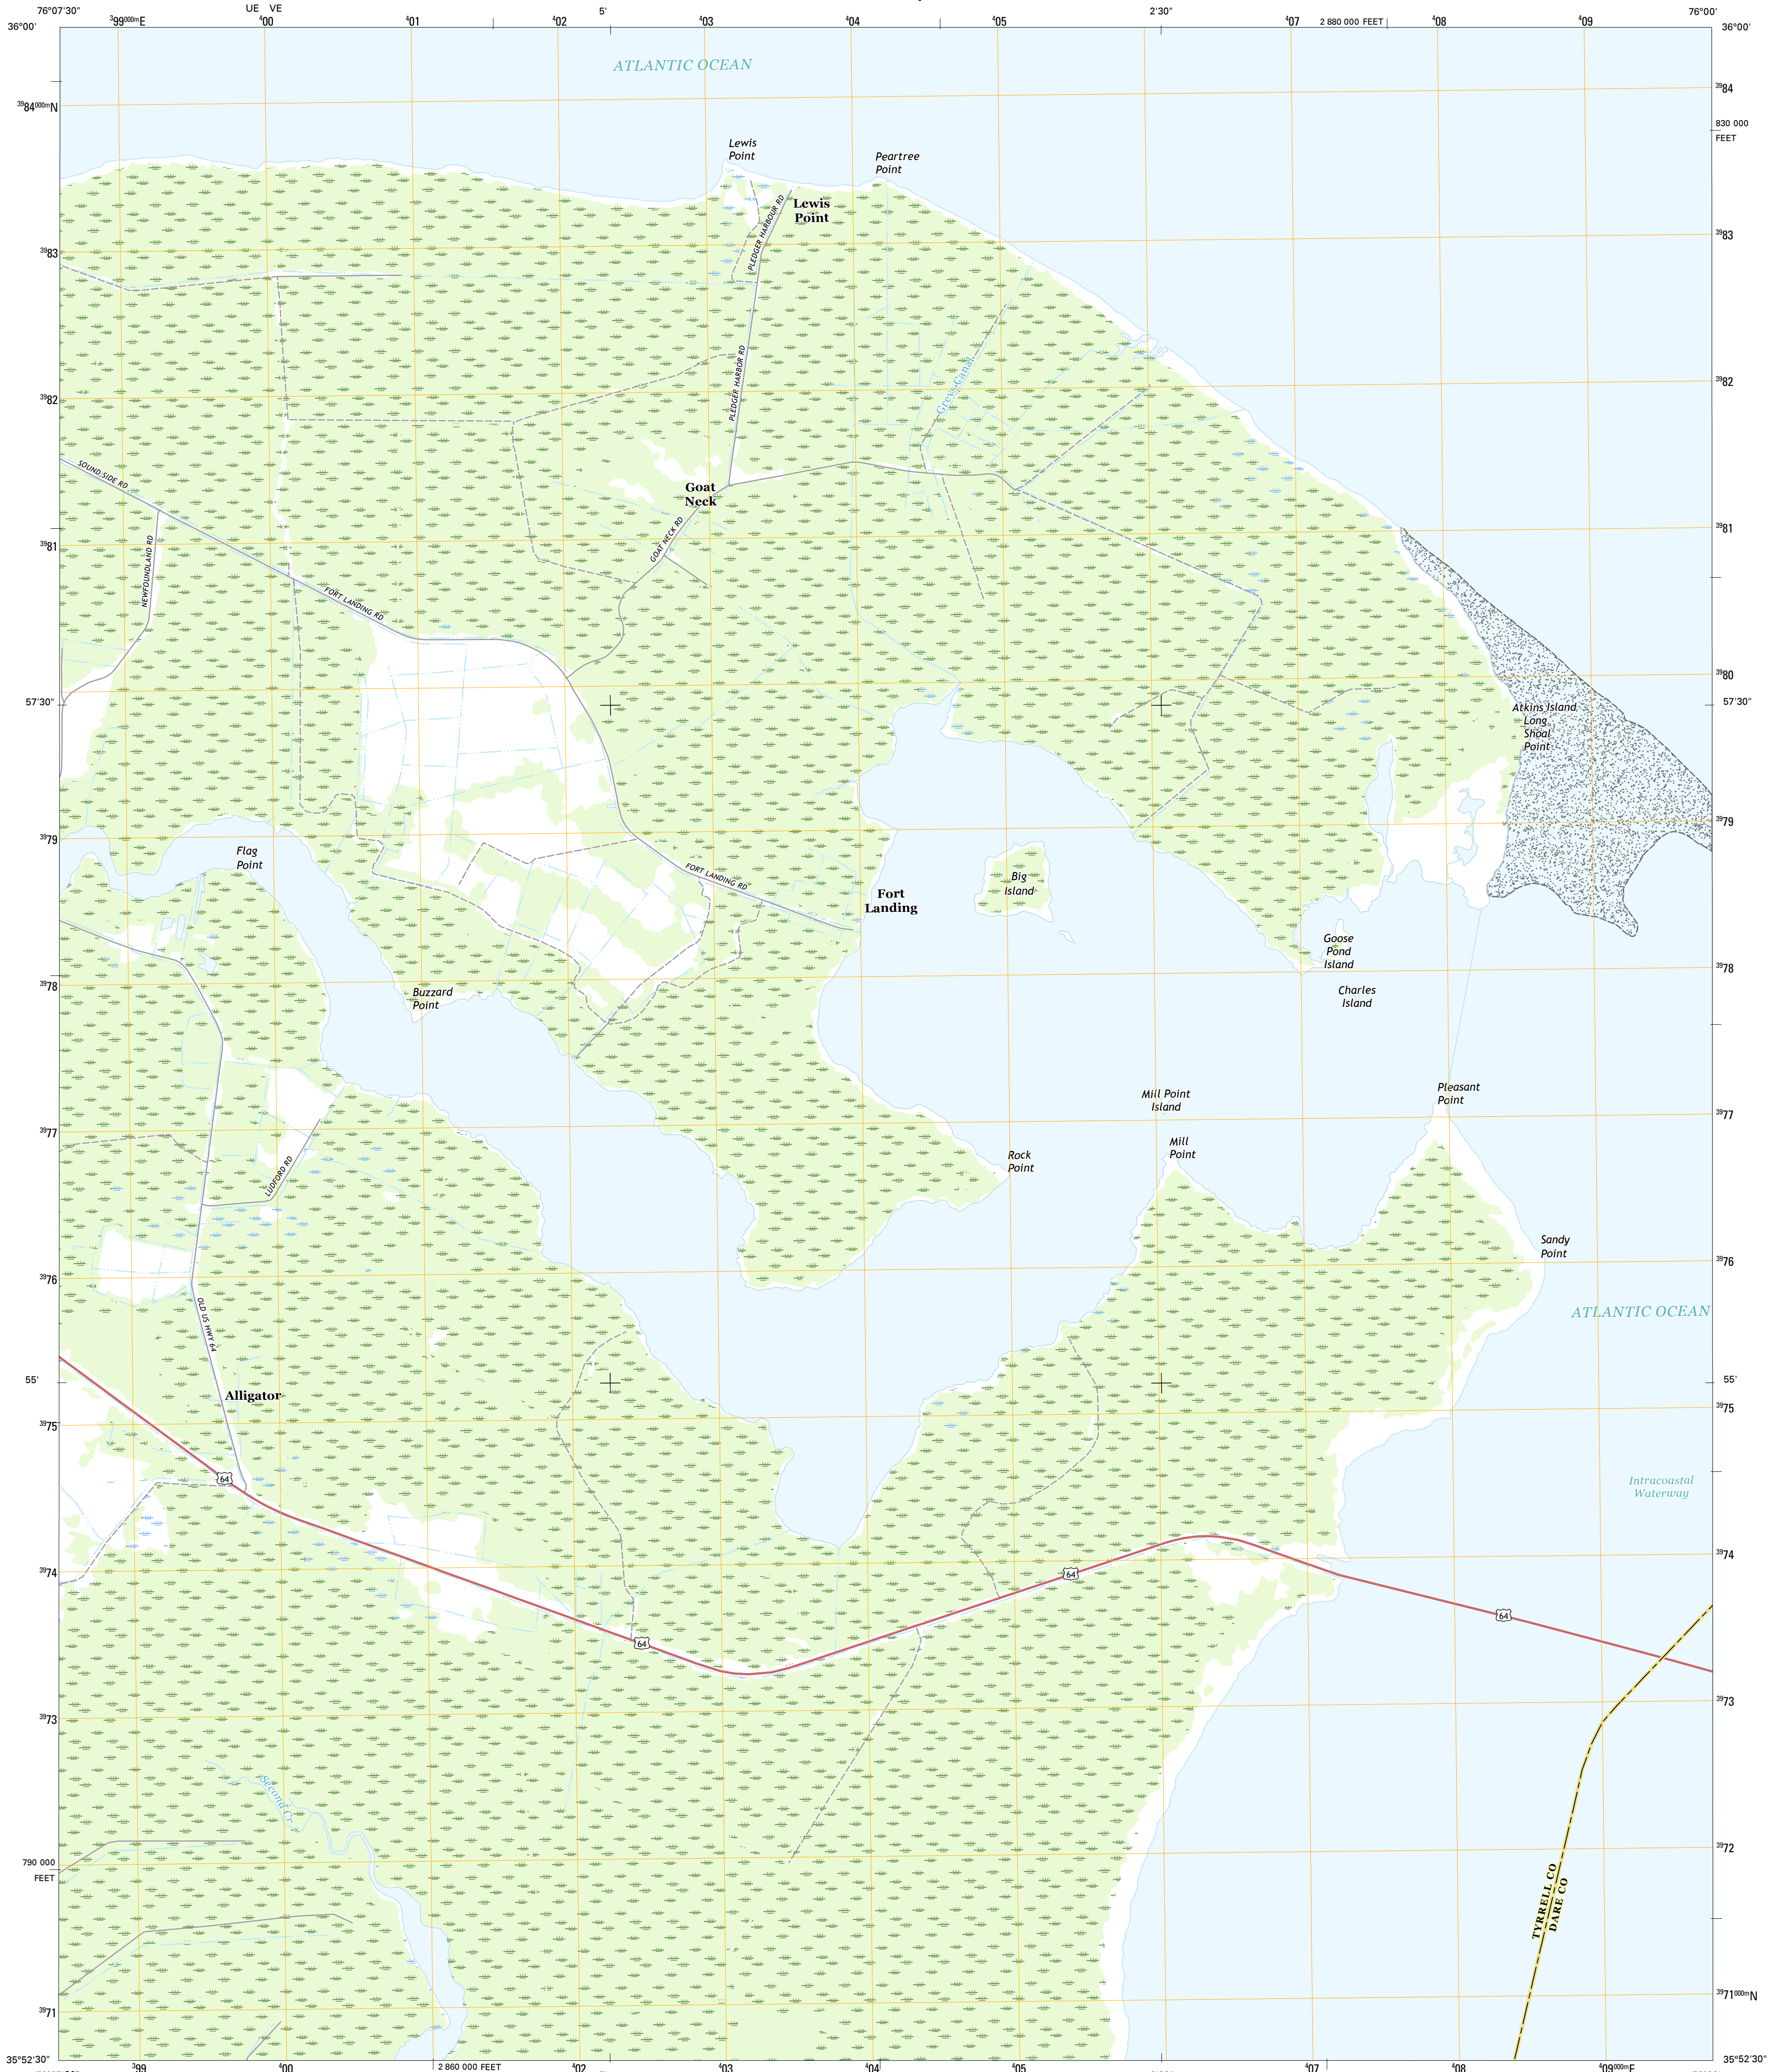 76°07'30"
³99⁰⁰⁰ᵐE
UE VE
⁴00
⁴01
⁴02
5'
⁴03
⁴04
⁴05
2'30"
⁴07
2 880 000 FEET
⁴08
⁴09
76°00'
36°00'
36°00'
ATLANTIC OCEAN
³⁹84⁰⁰⁰ᵐN
³⁹84
830 000
FEET
Lewis
Point
Peartree
Point
Lewis
Point
PLEDGER HARBOUR RD
³⁹83
³⁹83
PLEDGER HARBOR RD
Greys Canal
³⁹82
³⁹82
SOUND SIDE RD
Goat
Neck
GOAT NECK RD
³⁹81
³⁹81
NEWFOUNDLAND RD
FORT LANDING RD
³⁹80
57'30"
57'30"
Atkins Island
Long
Shoal
Point
³⁹79
³⁹79
Flag
Point
FORT LANDING RD
Big
Island
Fort
Landing
Goose
Pond
Island
³⁹78
³⁹78
Buzzard
Point
Charles
Island
Mill Point
Island
Pleasant
Point
³⁹77
³⁹77
Mill
Point
Rock
Point
LUDFORD RD
Sandy
Point
³⁹76
³⁹76
OLD US HWY 64
ATLANTIC OCEAN
55'
55'
Alligator
³⁹75
³⁹75
64
Intracoastal
Waterway
³⁹74
³⁹74
64
64
64
³⁹73
³⁹73
Second Cr
790 000
FEET
³⁹72
TYRRELL CO
DARE CO
³⁹71
³⁹71⁰⁰⁰ᵐN
35°52'30"
35°52'30"
³99
⁴00
2 860 000 FEET
⁴02
⁴03
⁴04
⁴05
⁴07
⁴08
⁴09⁰⁰⁰ᵐE